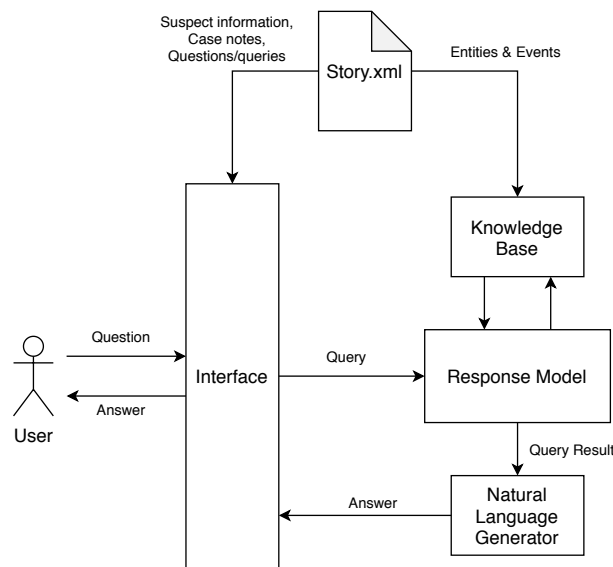 Suspect information,
Case notes,
Questions/queries
Story.xml
Entities & Events
Knowledge
Base
Question
Answer
User
Interface
Query
Response Model
Query Result
Answer
Natural
Language
Generator